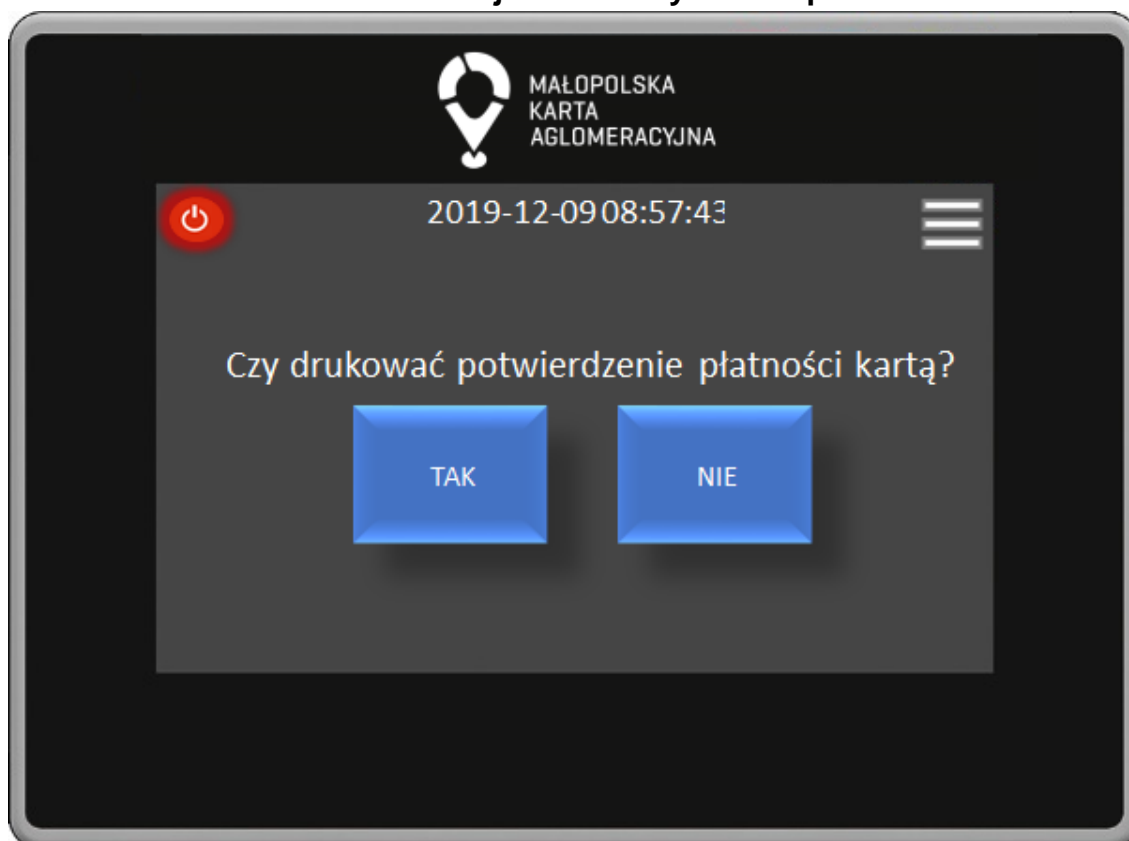 MAŁOPOLSKA
KARTA
AGLOMERACYJNA
2019-12-09 08:57:43
Czy drukować potwierdzenie płatności kartą?
TAK
NIE